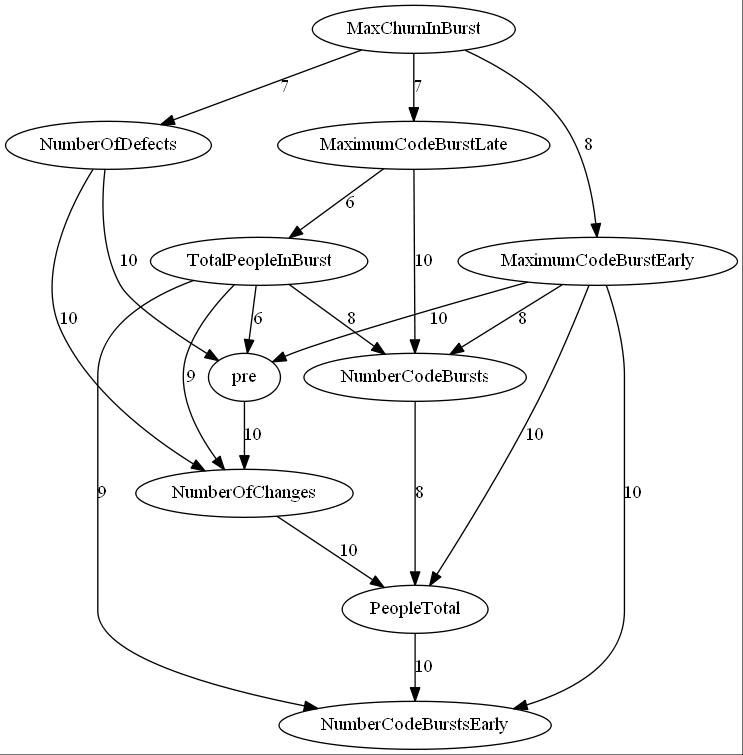 MaxChurnInBurst
7
7
8
NumberOfDefects
MaximumCodeBurstLate
6
10
TotalPeopleInBurst
10
MaximumCodeBurstEarly
10
6
8
10
8
9
pre
NumberCodeBursts
10
10
9
NumberOfChanges
8
10
10
PeopleTotal
10
NumberCodeBurstsEarly